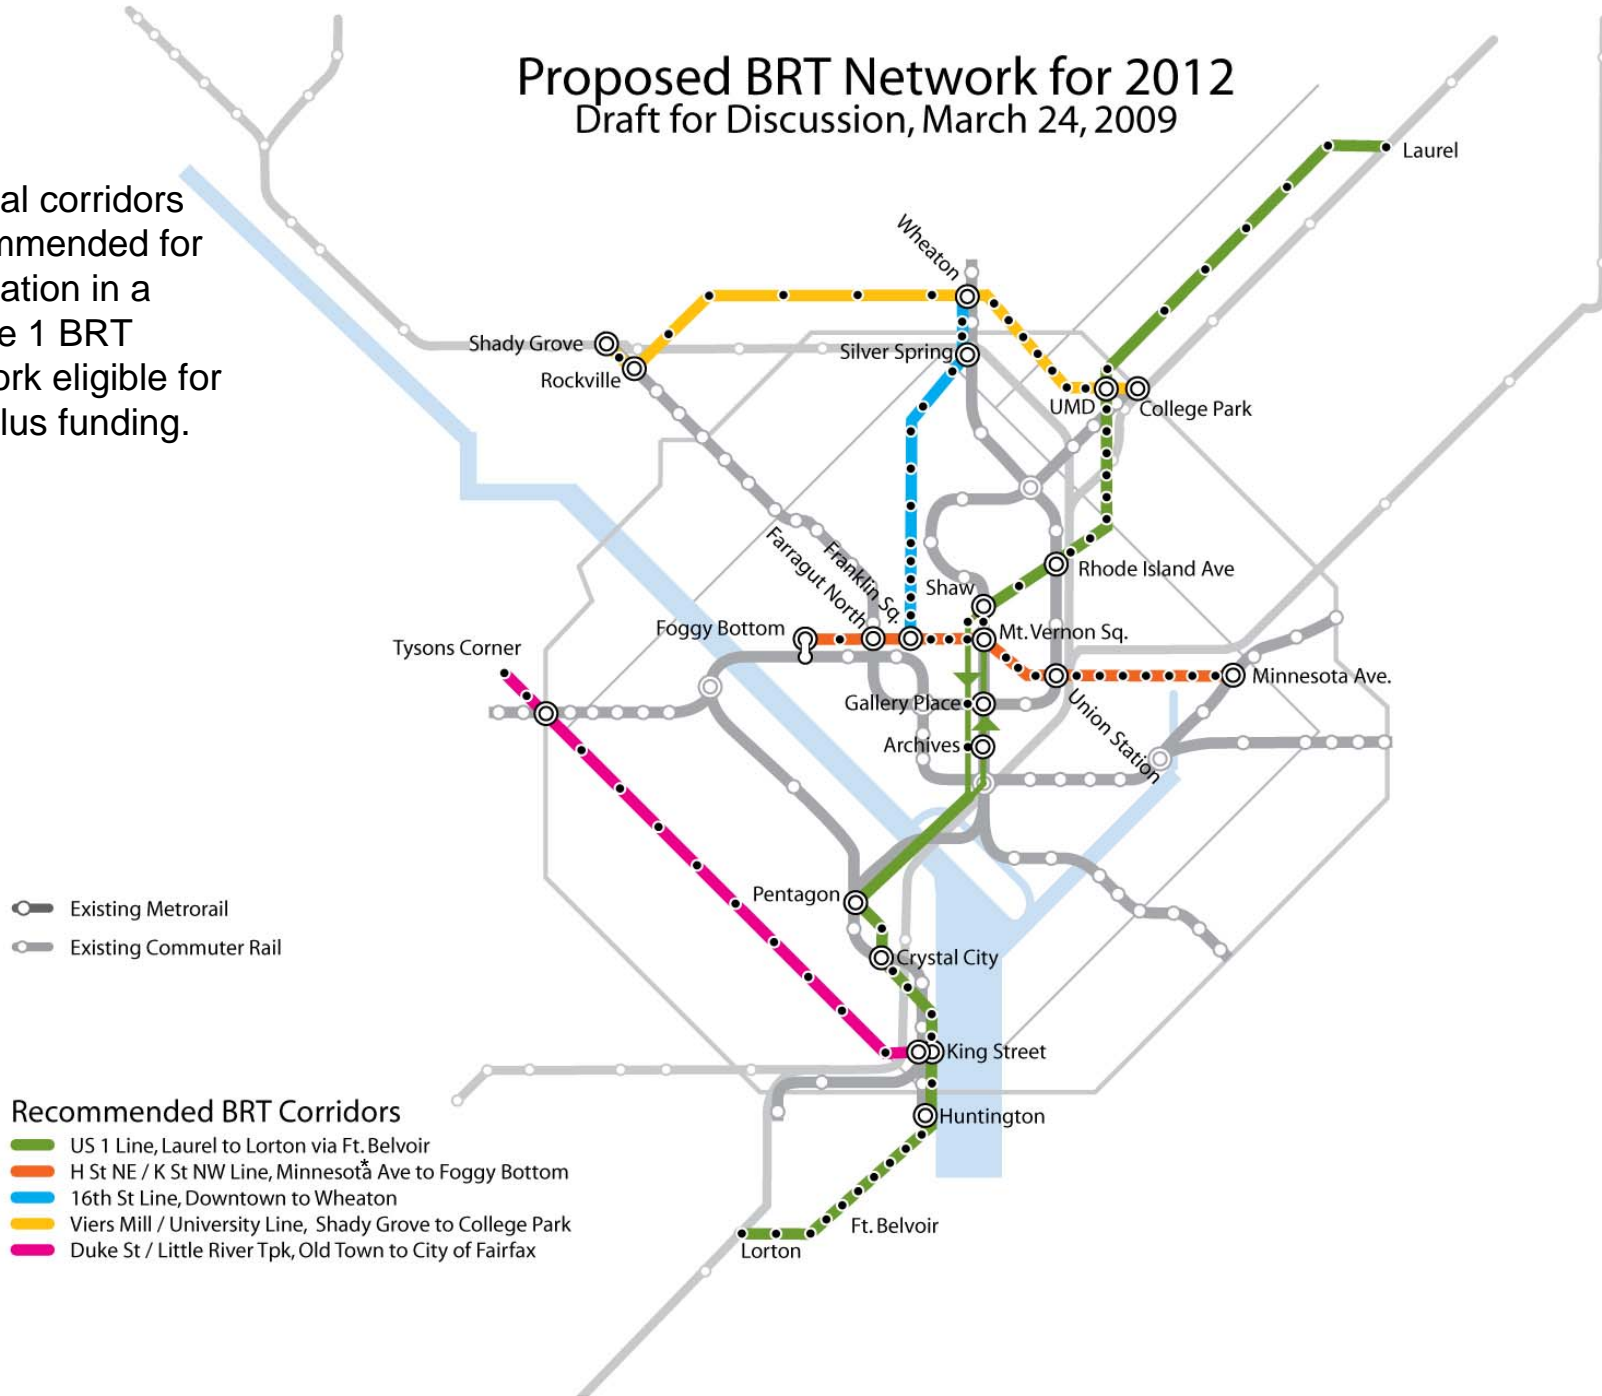 Proposed BRT Network for 2012
Draft for Discussion, March 24, 2009
al corridors
mmended for
ation in a
e 1 BRT
ork eligible for
lus funding.
Laurel
Wheaton
Shady Grove
Rockville
Silver Spring
UMD
College Park
Farragut North
Franklin Sq.
Rhode Island Ave
Shaw
Foggy Bottom
Mt. Vernon Sq.
Tysons Corner
Minnesota Ave.
Gallery Place
Union Station
Archives
Pentagon
Crystal City
King Street
Huntington
Ft. Belvoir
Lorton
Existing Metrorail
Existing Commuter Rail
Recommended BRT Corridors
US 1 Line, Laurel to Lorton via Ft. Belvoir
H St NE / K St NW Line, Minnesota Ave to Foggy Bottom
*
16th St Line, Downtown to Wheaton
Viers Mill / University Line, Shady Grove to College Park
Duke St / Little River Tpk, Old Town to City of Fairfax